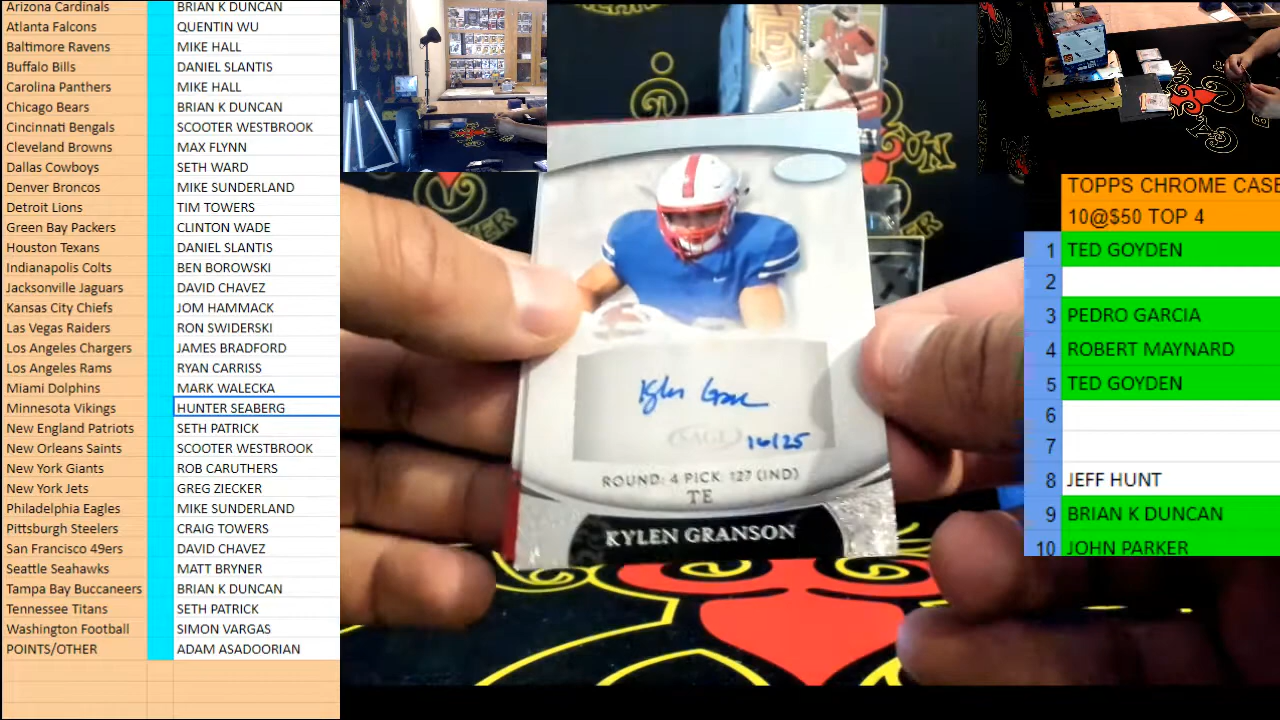 Arizona Cardinals BRIAN K DUNCAN
Atlanta Falcons QUENTIN WU
Baltimore Ravens MIKE HALL
Buffalo Bills DANIEL SLANTIS
Carolina Panthers MIKE HALL
Chicago Bears BRIAN K DUNCAN
Cincinnati Bengals SCOOTER WESTBROOK
Cleveland Browns MAX FLYNN
Dallas Cowboys SETH WARD
Denver Broncos MIKE SUNDERLAND
Detroit Lions TIM TOWERS
Green Bay Packers CLINTON WADE
Houston Texans DANIEL SLANTIS
Indianapolis Colts BEN BOROWSKI
Jacksonville Jaguars DAVID CHAVEZ
Kansas City Chiefs JOM HAMMACK
Las Vegas Raiders RON SWIDERSKI
Los Angeles Chargers JAMES BRADFORD
Los Angeles Rams RYAN CARRISS
Miami Dolphins MARK WALECKA
Minnesota Vikings HUNTER SEABERG
New England Patriots SETH PATRICK
New Orleans Saints SCOOTER WESTBROOK
New York Giants ROB CARUTHERS
New York Jets GREG ZIECKER
Philadelphia Eagles MIKE SUNDERLAND
Pittsburgh Steelers CRAIG TOWERS
San Francisco 49ers DAVID CHAVEZ
Seattle Seahawks MATT BRYNER
Tampa Bay Buccaneers BRIAN K DUNCAN
Tennessee Titans SETH PATRICK
Washington Football SIMON VARGAS
POINTS/OTHER ADAM ASADOORIAN
SAGE
16/25
ROUND: 4 PICK: 127 (IND)
TE
KYLEN GRANSON
TOPPS CHROME CASE
10@$50 TOP 4
1 TED GOYDEN
2
3 PEDRO GARCIA
4 ROBERT MAYNARD
5 TED GOYDEN
6
7
8 JEFF HUNT
9 BRIAN K DUNCAN
10 JOHN PARKER